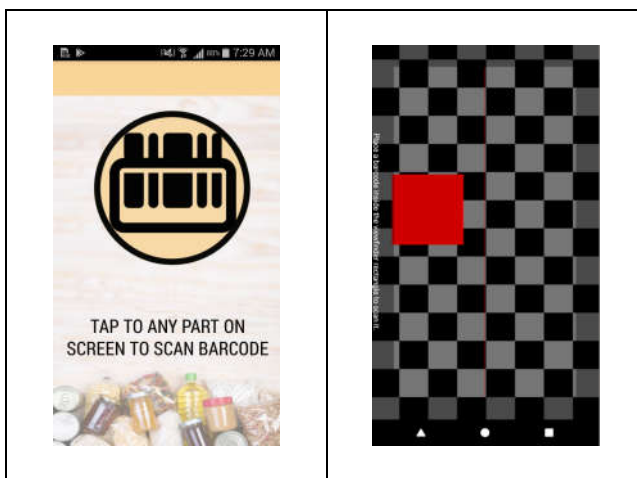 80% 7:29 AM
TAP TO ANY PART ON
SCREEN TO SCAN BARCODE
Place a barcode inside the viewfinder rectangle to scan it.